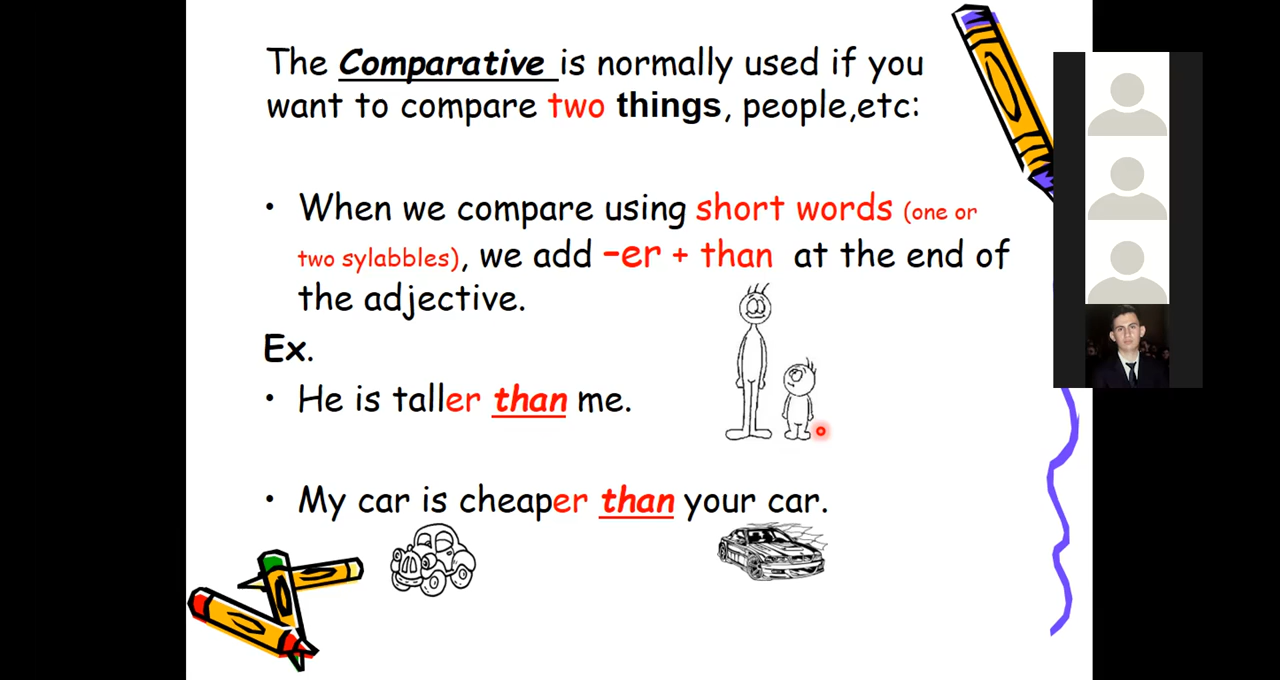 The Comparative is normally used if you
want to compare two things, people,etc:
• When we compare using short words (one or
two sylabbles), we add –er + than at the end of
the adjective.
Ex.
• He is taller than me.
• My car is cheaper than your car.